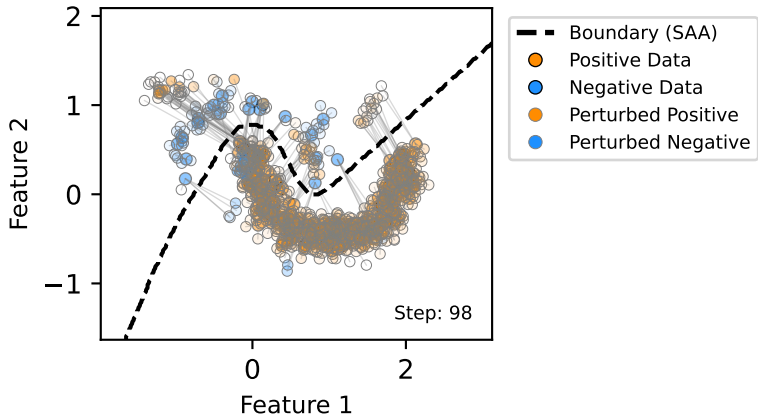 2
1
0
−1
Feature 2
0
2
Feature 1
Step: 98
Boundary (SAA)
Positive Data
Negative Data
Perturbed Positive
Perturbed Negative